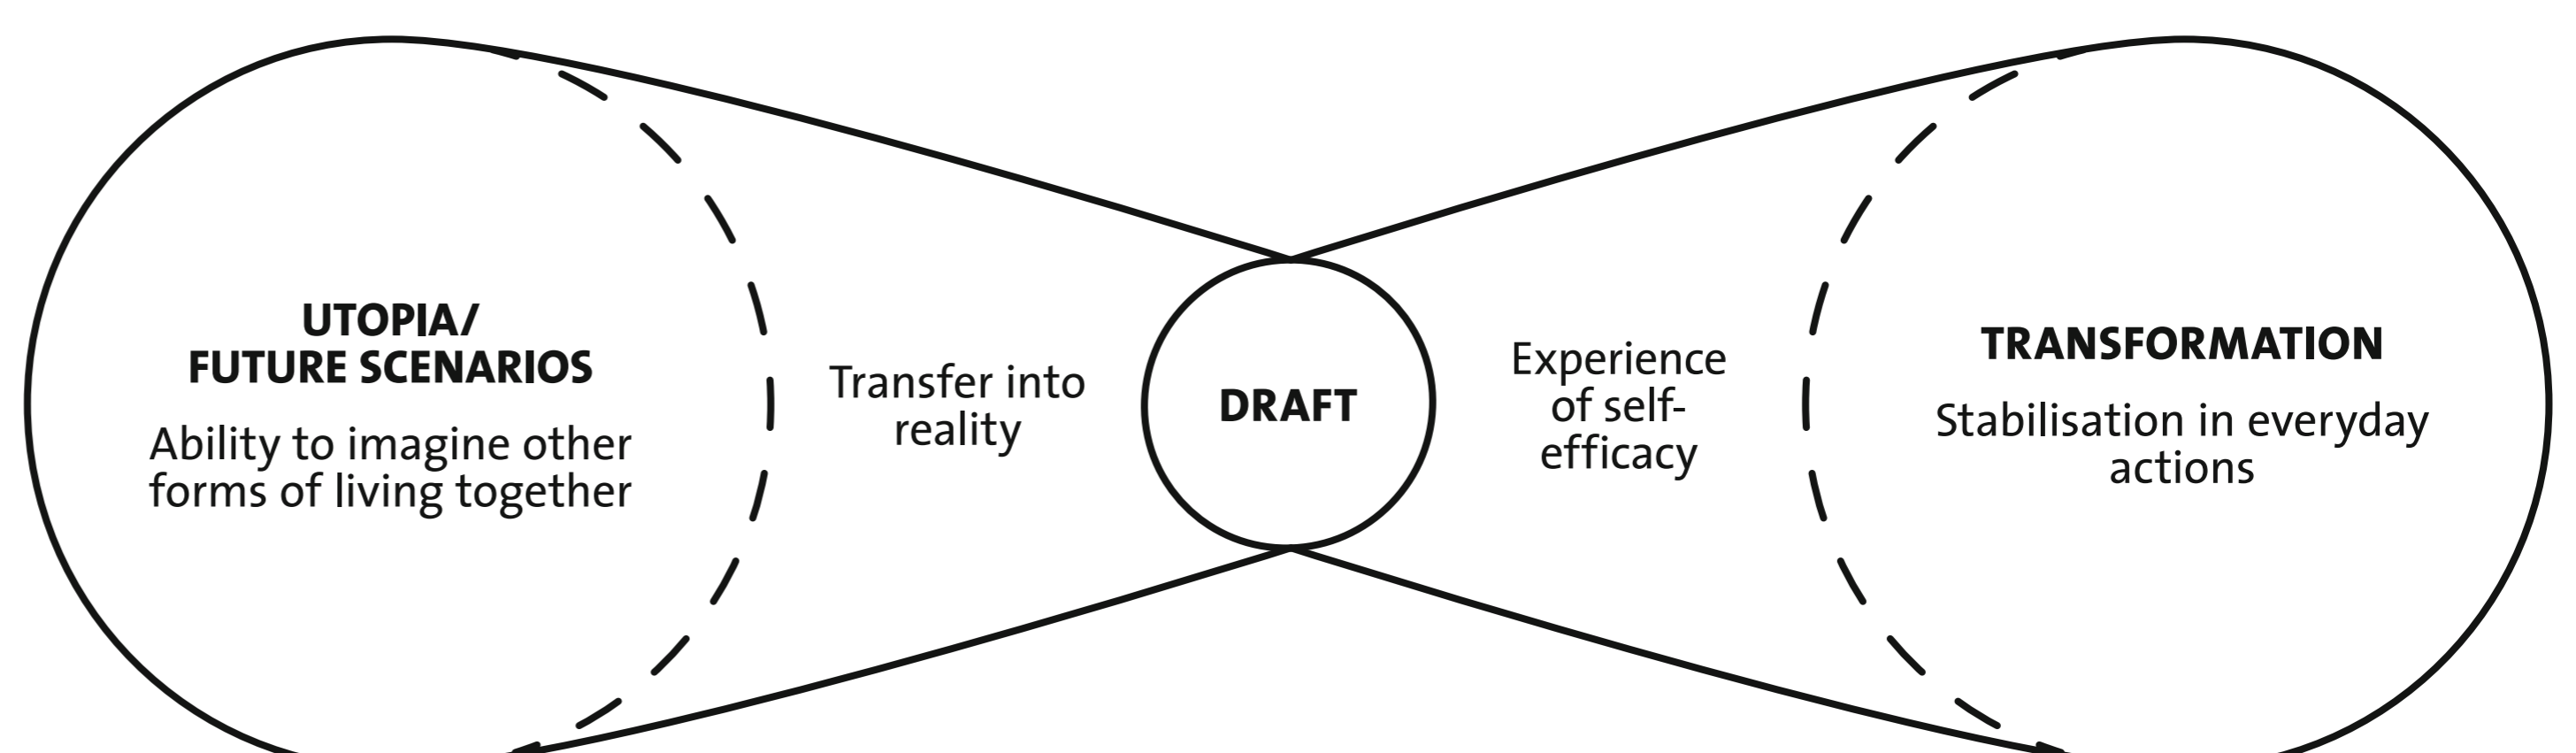 UTOPIA/
FUTURE SCENARIOS
Ability to imagine other
forms of living together
Transfer into
reality
DRAFT
Experience
of self-
efficacy
TRANSFORMATION
Stabilisation in everyday
actions